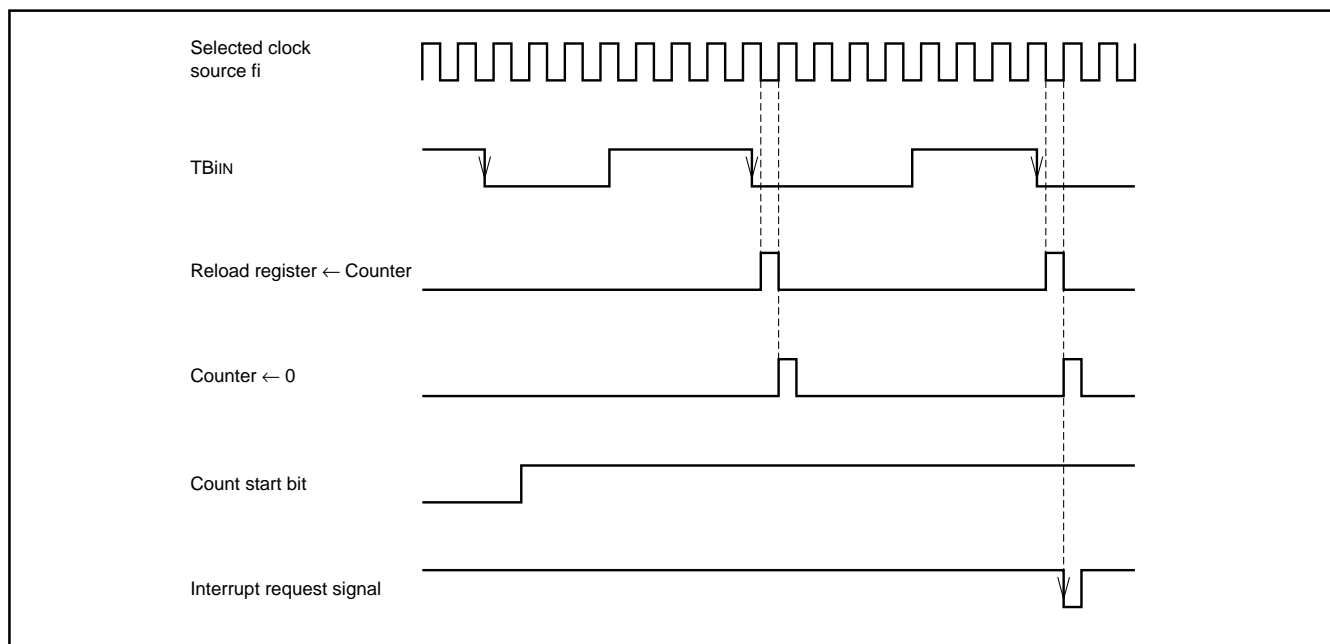 Selected clock
source fi
TBiIN
Reload register ← Counter
Counter ← 0
Count start bit
Interrupt request signal